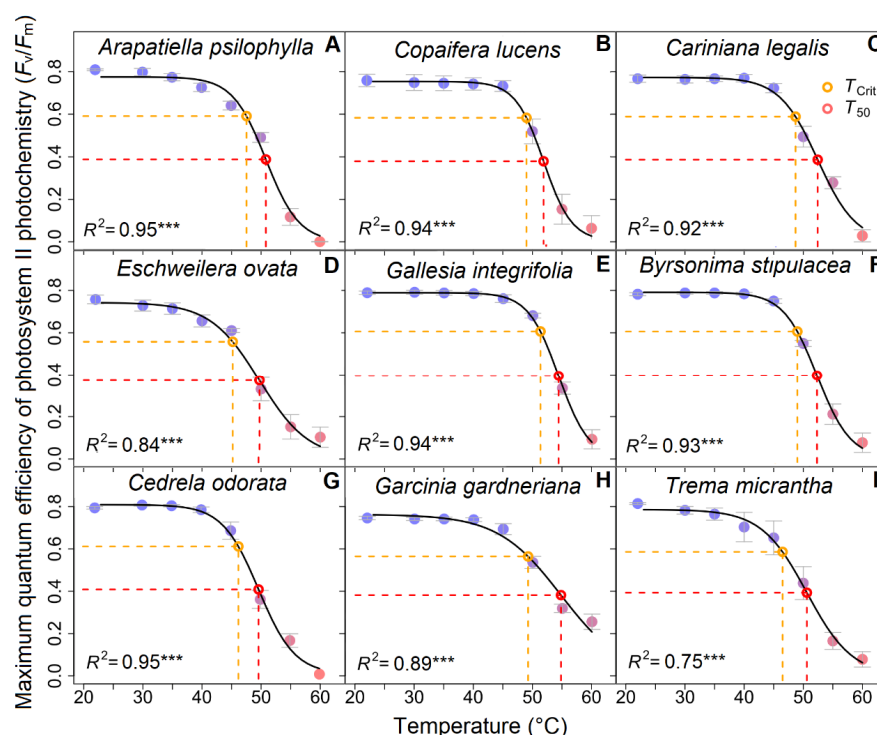 Maximum quantum efficiency of photosystem II photochemistry (Fv/Fm)
Arapatiella psilophylla A
R² = 0.95***
Copaifera lucens B
R² = 0.94***
Cariniana legalis C
TCrit
T50
R² = 0.92***
0.8
0.6
0.4
0.2
0.0
Eschweilera ovata D
R² = 0.84***
Gallesia integrifolia E
R² = 0.94***
Byrsonima stipulacea F
R² = 0.93***
0.8
0.6
0.4
0.2
0.0
Cedrela odorata G
R² = 0.95***
Garcinia gardneriana H
R² = 0.89***
Trema micrantha I
R² = 0.75***
0.8
0.6
0.4
0.2
0.0
20 30 40 50 60
20 30 40 50 60
20 30 40 50 60
Temperature (°C)